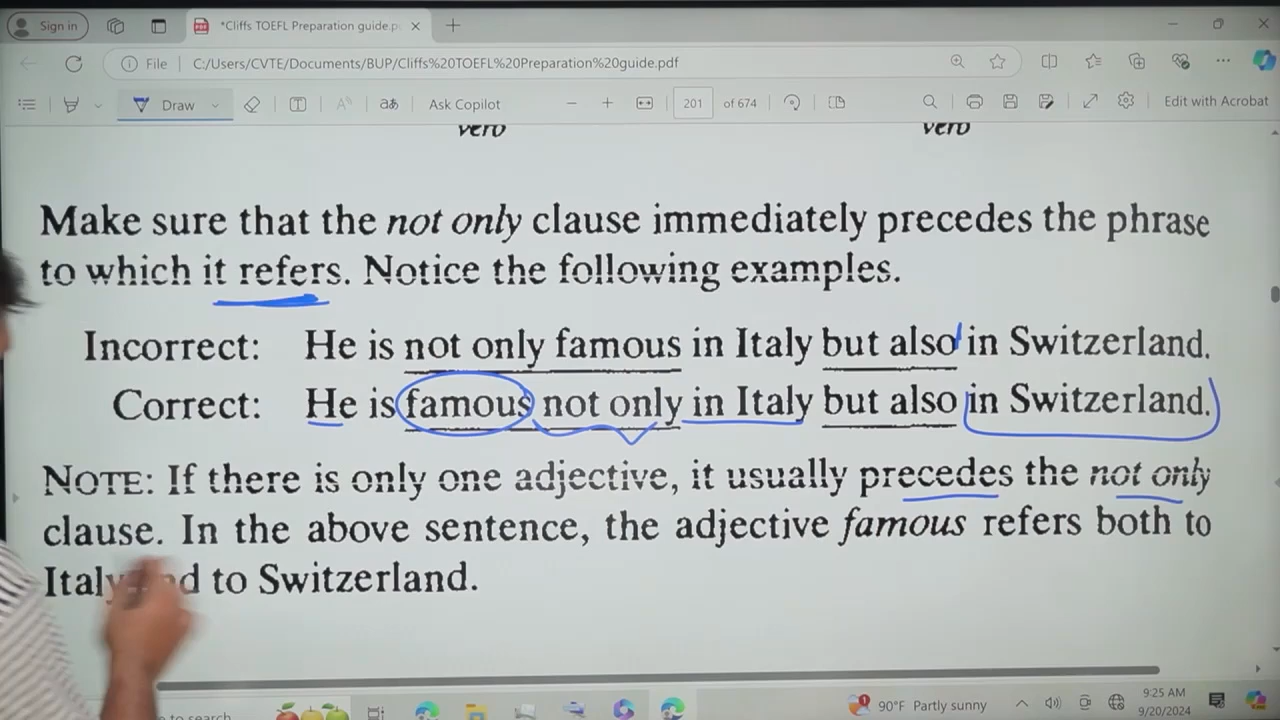 Sign in
*Cliffs TOEFL Preparation guide.p
File | C:/Users/CVTE/Documents/BUP/Cliffs%20TOEFL%20Preparation%20guide.pdf
Draw
aあ
Ask Copilot
201 of 674
Edit with Acrobat
verb verb
Make sure that the not only clause immediately precedes the phrase
to which it refers. Notice the following examples.
Incorrect: He is not only famous in Italy but also in Switzerland.
Correct: He is famous not only in Italy but also in Switzerland.
NOTE: If there is only one adjective, it usually precedes the not only
clause. In the above sentence, the adjective famous refers both to
Italy to Switzerland.
to search
90°F Partly sunny
9:25 AM
9/20/2024